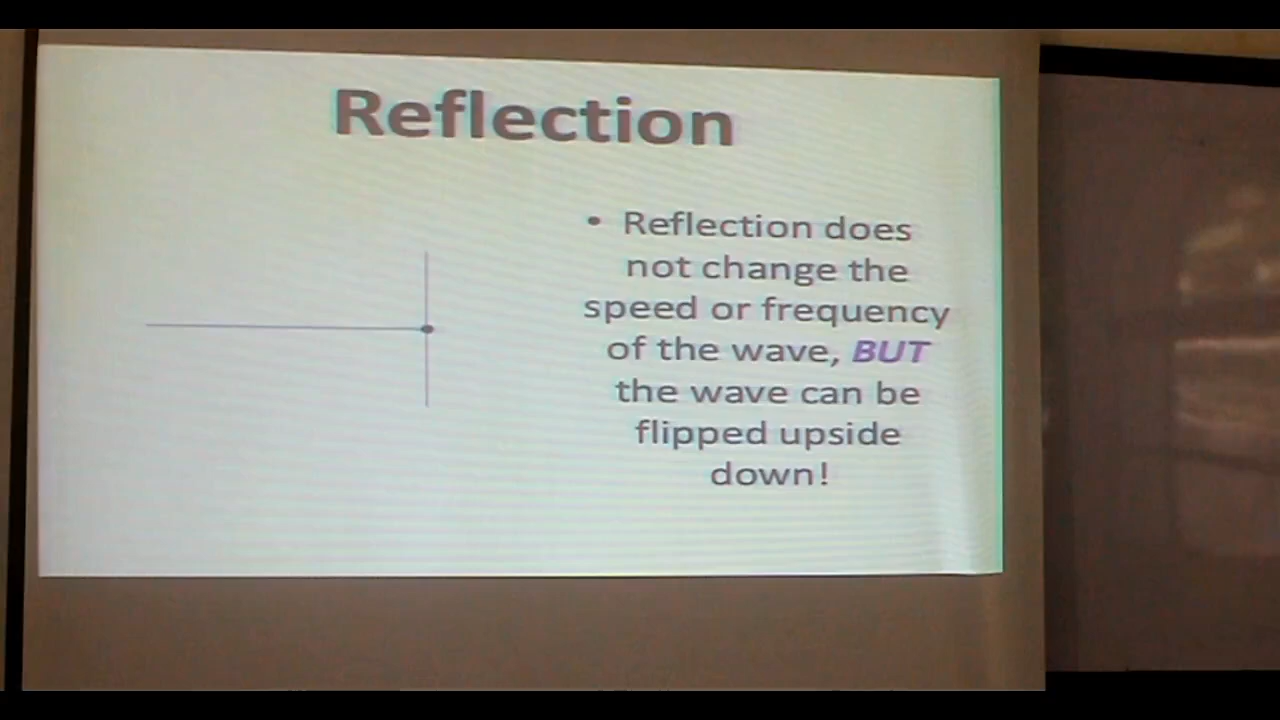 Reflection
• Reflection does
not change the
speed or frequency
of the wave, BUT
the wave can be
flipped upside
down!